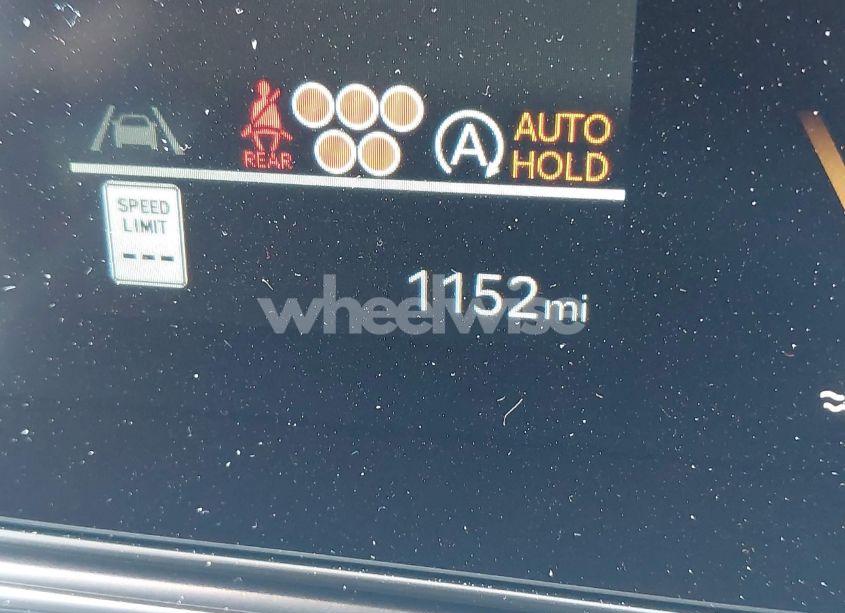 REAR
A
AUTO
HOLD
SPEED
LIMIT
---
1152mi
wheelwise